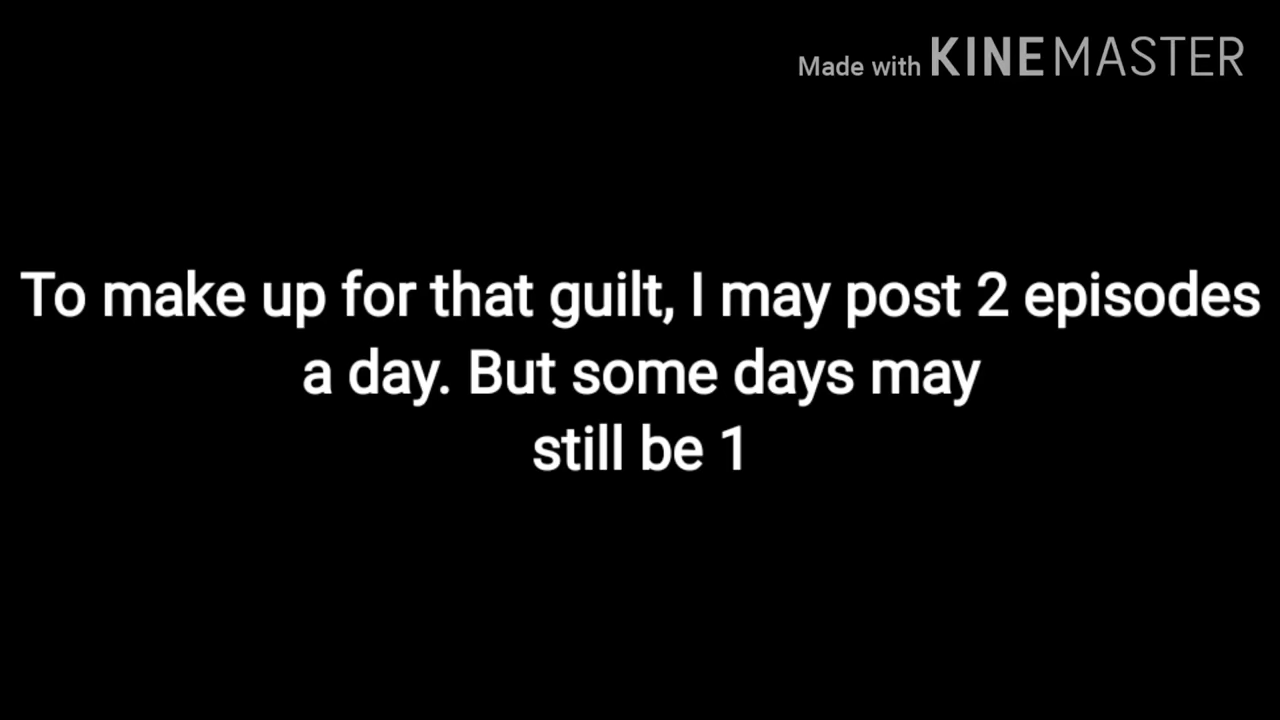 Made with KINEMASTER
To make up for that guilt, I may post 2 episodes
a day. But some days may
still be 1